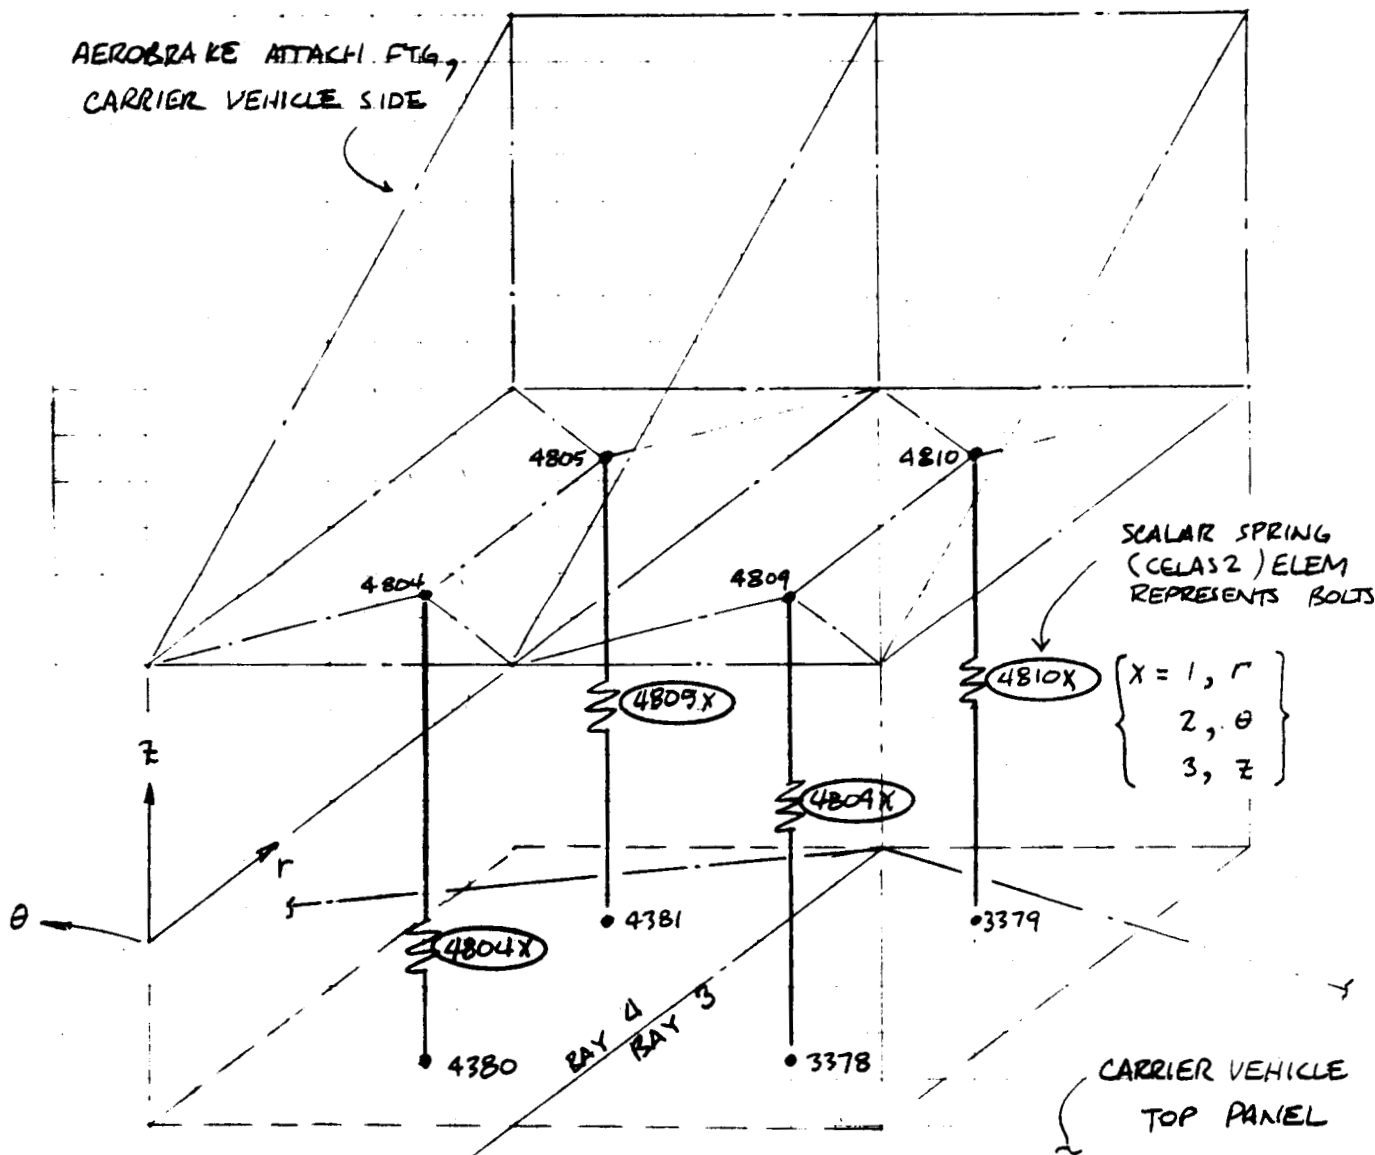 AEROBRAKE ATTACH FTG,
CARRIER VEHICLE SIDE
4805
4810
SCALAR SPRING
(CELAS2) ELEM
REPRESENTS BOLTS
4804
4809
4810X
{ X = 1, r
2, θ
3, z }
4805X
z
4809X
r
θ
4381
3379
4804X
BAY 4
BAY 3
4380
3378
CARRIER VEHICLE
TOP PANEL